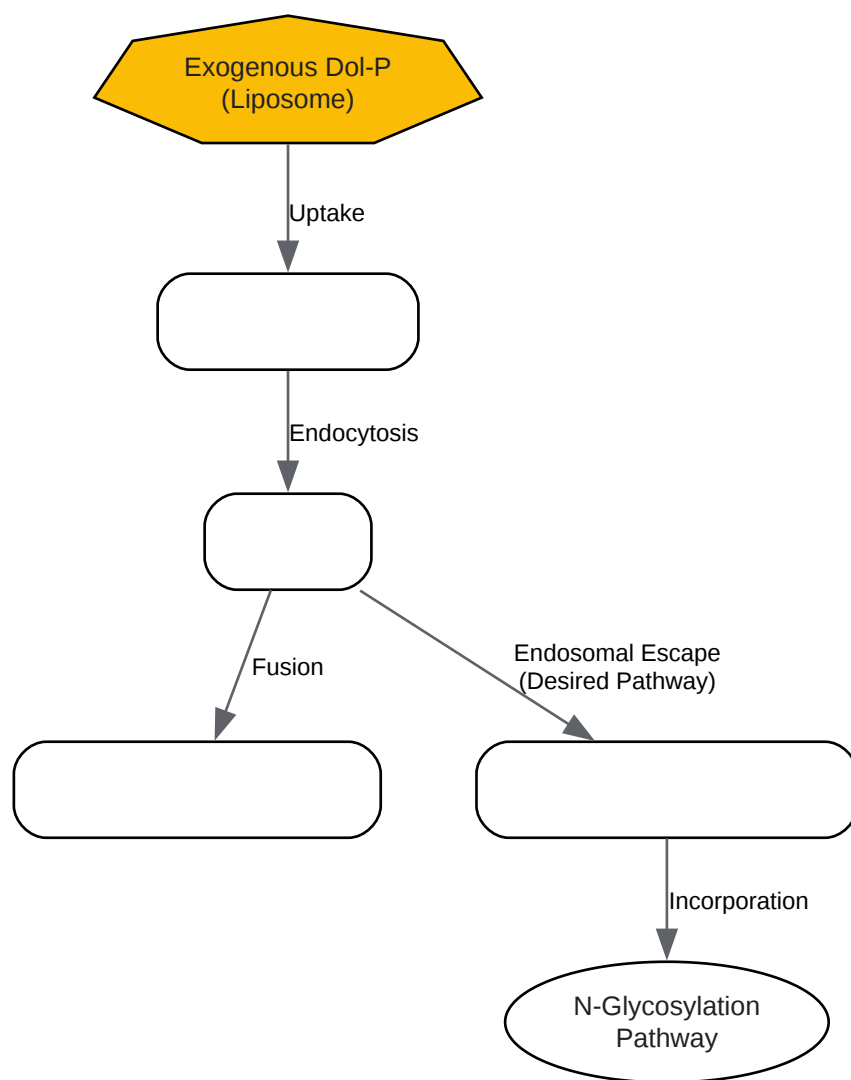 Exogenous Dol-P
(Liposome)
Uptake
Endocytosis
Fusion
Endosomal Escape
(Desired Pathway)
Incorporation
N-Glycosylation
Pathway